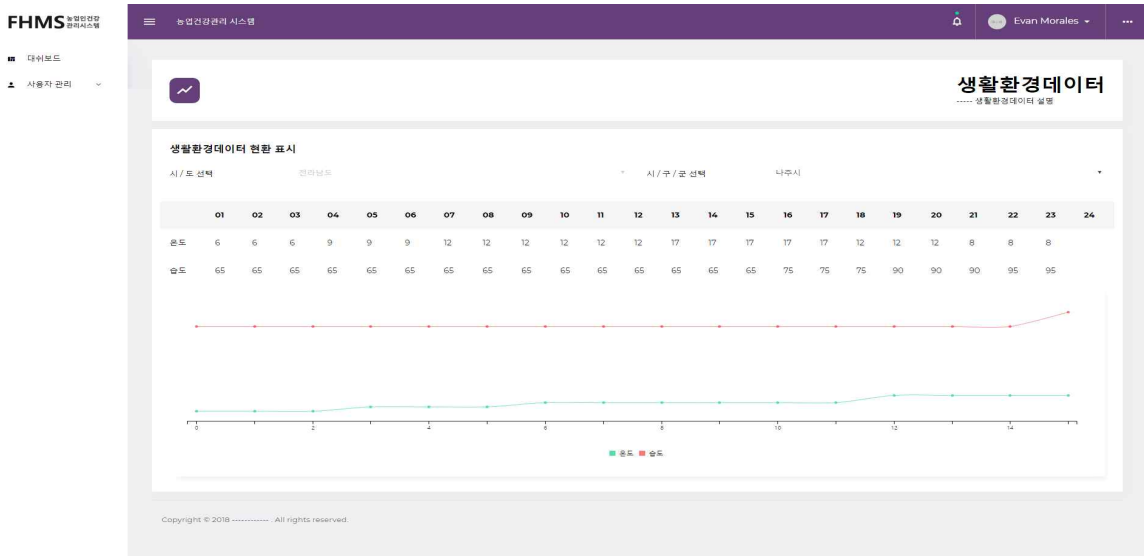 FHMS 농업인건강
관리시스템
농업건강관리 시스템
Evan Morales
대쉬보드
사용자 관리
생활환경데이터
----- 생활환경데이터 설명
생활환경데이터 현환 표시
시 / 도 선택 전라남도 시 / 구 / 군 선택 나주시
01 02 03 04 05 06 07 08 09 10 11 12 13 14 15 16 17 18 19 20 21 22 23 24
온도 6 6 6 9 9 9 12 12 12 12 12 12 17 17 17 17 17 12 12 12 8 8 8
습도 65 65 65 65 65 65 65 65 65 65 65 65 65 65 65 75 75 75 90 90 90 95 95
0 2 4 6 8 10 12 14
온도 습도
Copyright © 2018 ------------ . All rights reserved.